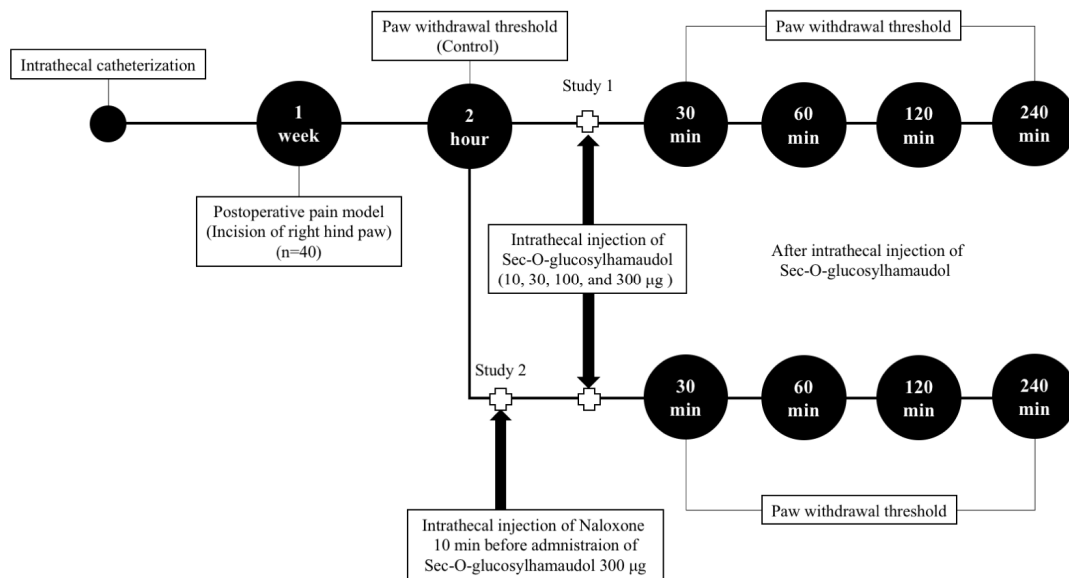 Paw withdrawal threshold
(Control)
Paw withdrawal threshold
Intrathecal catheterization
Study 1
1
week
2
hour
30
min
60
min
120
min
240
min
Postoperative pain model
(Incision of right hind paw)
(n=40)
Intrathecal injection of
Sec-O-glucosylhamaudol
(10, 30, 100, and 300 μg )
After intrathecal injection of
Sec-O-glucosylhamaudol
Study 2
30
min
60
min
120
min
240
min
Intrathecal injection of Naloxone
10 min before admnistraion of
Sec-O-glucosylhamaudol 300 μg
Paw withdrawal threshold